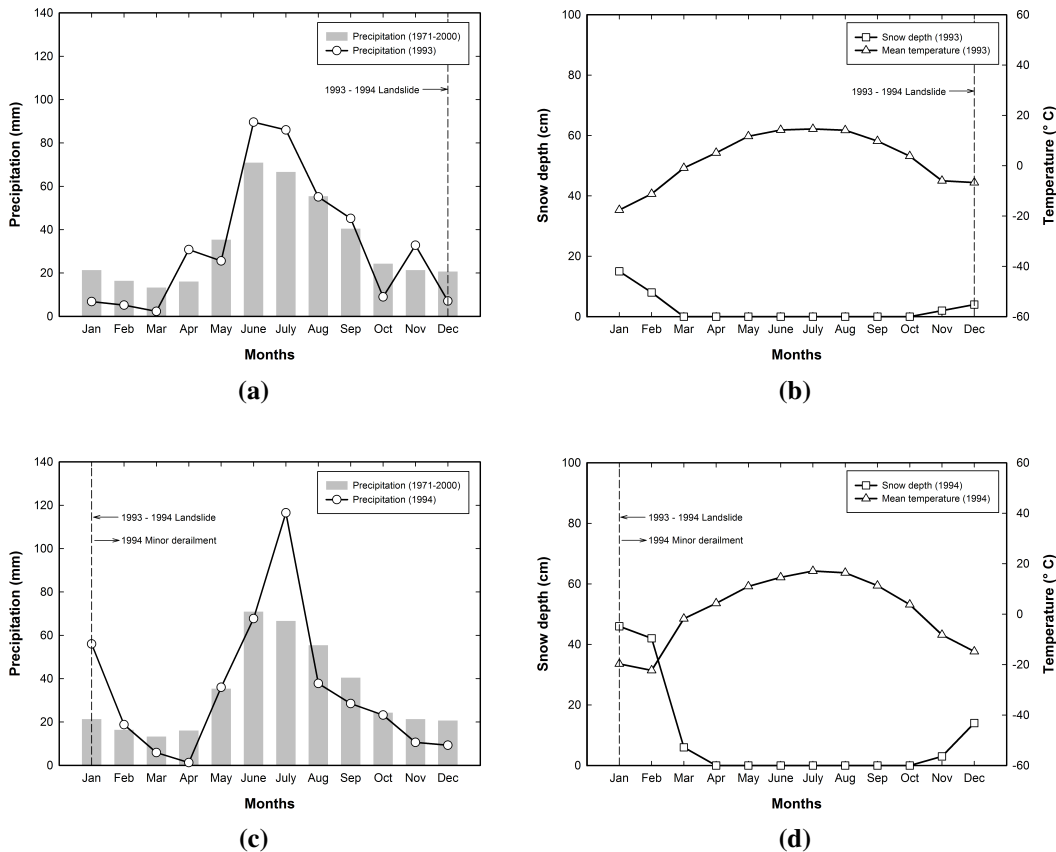 140
120
100
80
60
40
20
0
Precipitation (mm)
Precipitation (1971-2000)
Precipitation (1993)
1993 - 1994 Landslide
Jan Feb Mar Apr May June July Aug Sep Oct Nov Dec
Months
(a)
100
80
60
40
20
0
Snow depth (cm)
Snow depth (1993)
Mean temperature (1993)
1993 - 1994 Landslide
60
40
20
0
-20
-40
-60
Temperature (° C)
Jan Feb Mar Apr May June July Aug Sep Oct Nov Dec
Months
(b)
140
120
100
80
60
40
20
0
Precipitation (mm)
Precipitation (1971-2000)
Precipitation (1994)
1993 - 1994 Landslide
1994 Minor derailment
Jan Feb Mar Apr May June July Aug Sep Oct Nov Dec
Months
(c)
100
80
60
40
20
0
Snow depth (cm)
Snow depth (1994)
Mean temperature (1994)
1993 - 1994 Landslide
1994 Minor derailment
60
40
20
0
-20
-40
-60
Temperature (° C)
Jan Feb Mar Apr May June July Aug Sep Oct Nov Dec
Months
(d)